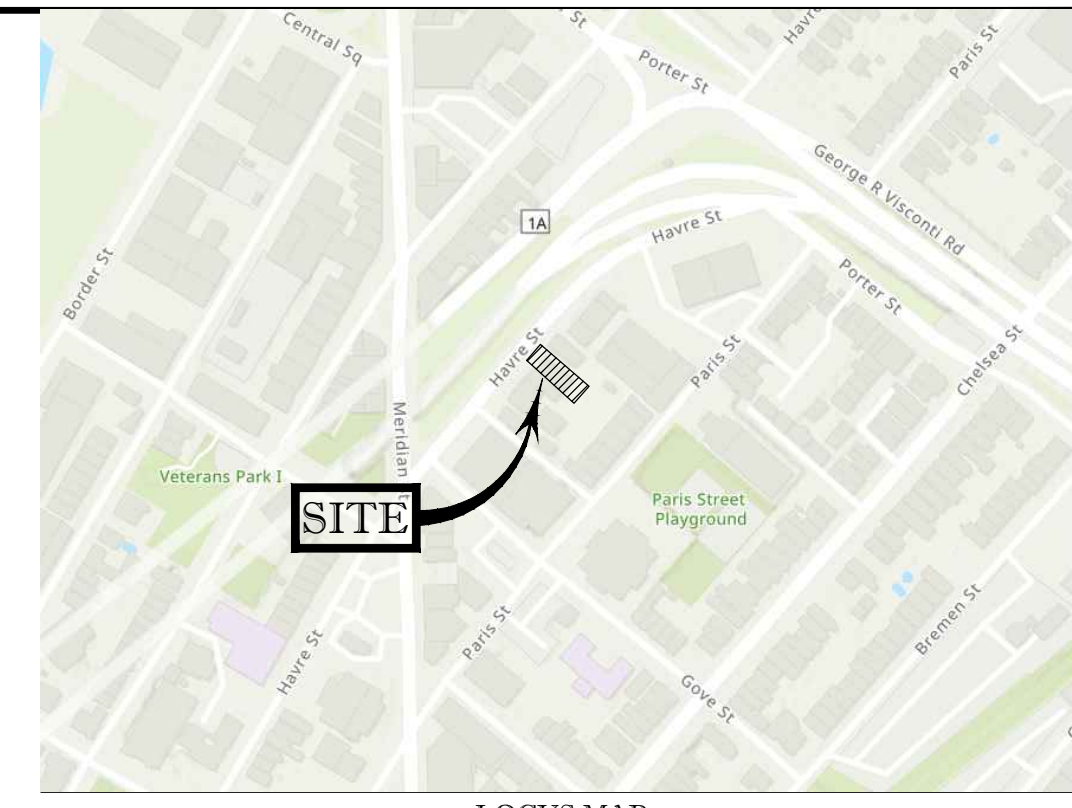 Central Sq
St
Havre
Paris St
Porter St
George R Visconti Rd
1A
Havre St
Border St
Porter St
Havre St
Paris St
Chelsea St
Meridian
Veterans Park I
Paris Street
Playground
SITE
Paris St
Bremen St
Havre St
Gove St